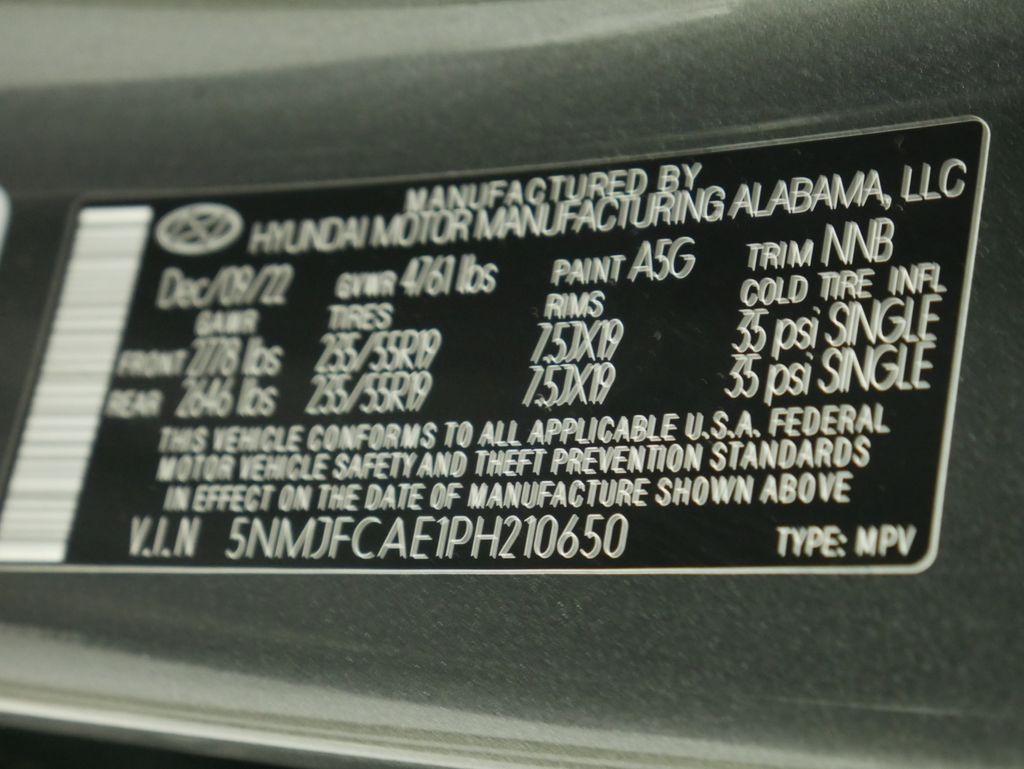 MANUFACTURED BY
HYUNDAI MOTOR MANUFACTURING ALABAMA, LLC
Dec/09/22 GVWR 4761 lbs PAINT A5G TRIM NNB
GAWR TIRES RIMS COLD TIRE INFL
FRONT 2778 lbs 235/55R19 7.5JX19 35 psi SINGLE
REAR 2646 lbs 235/55R19 7.5JX19 35 psi SINGLE
THIS VEHICLE CONFORMS TO ALL APPLICABLE U.S.A. FEDERAL
MOTOR VEHICLE SAFETY AND THEFT PREVENTION STANDARDS
IN EFFECT ON THE DATE OF MANUFACTURE SHOWN ABOVE
V.I.N 5NMJFCAE1PH210650 TYPE: MPV